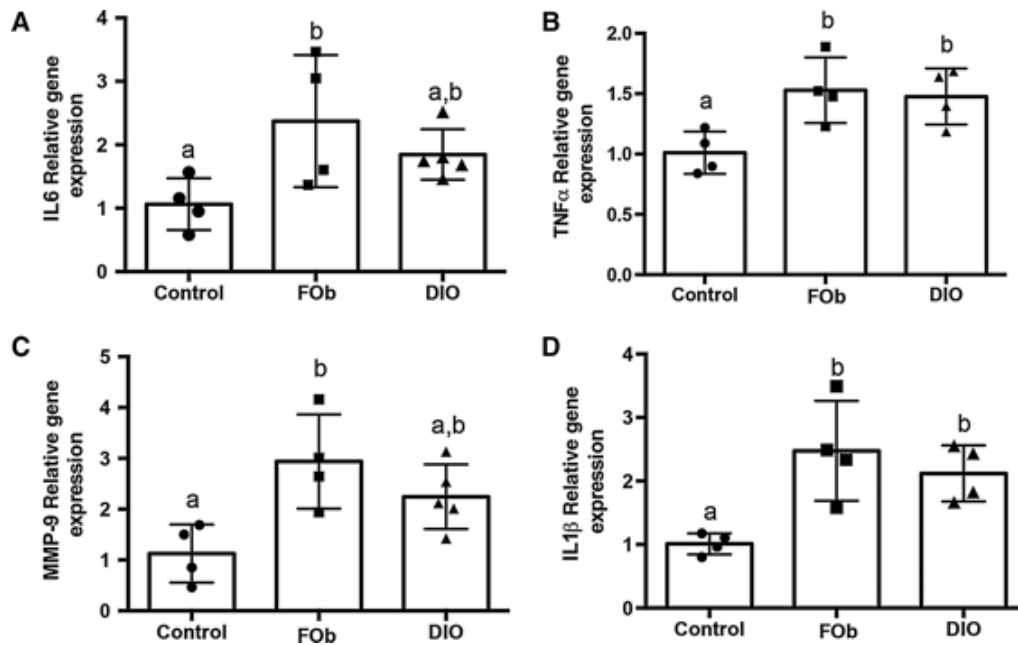 A
IL6 Relative gene
expression
4
3
2
1
0
a
b
a,b
Control
FOb
DIO
B
TNFα Relative gene
expression
2.0
1.5
1.0
0.5
0.0
a
b
b
Control
FOb
DIO
C
MMP-9 Relative gene
expression
5
4
3
2
1
0
a
b
a,b
Control
FOb
DIO
D
IL1β Relative gene
expression
4
3
2
1
0
a
b
b
Control
FOb
DIO